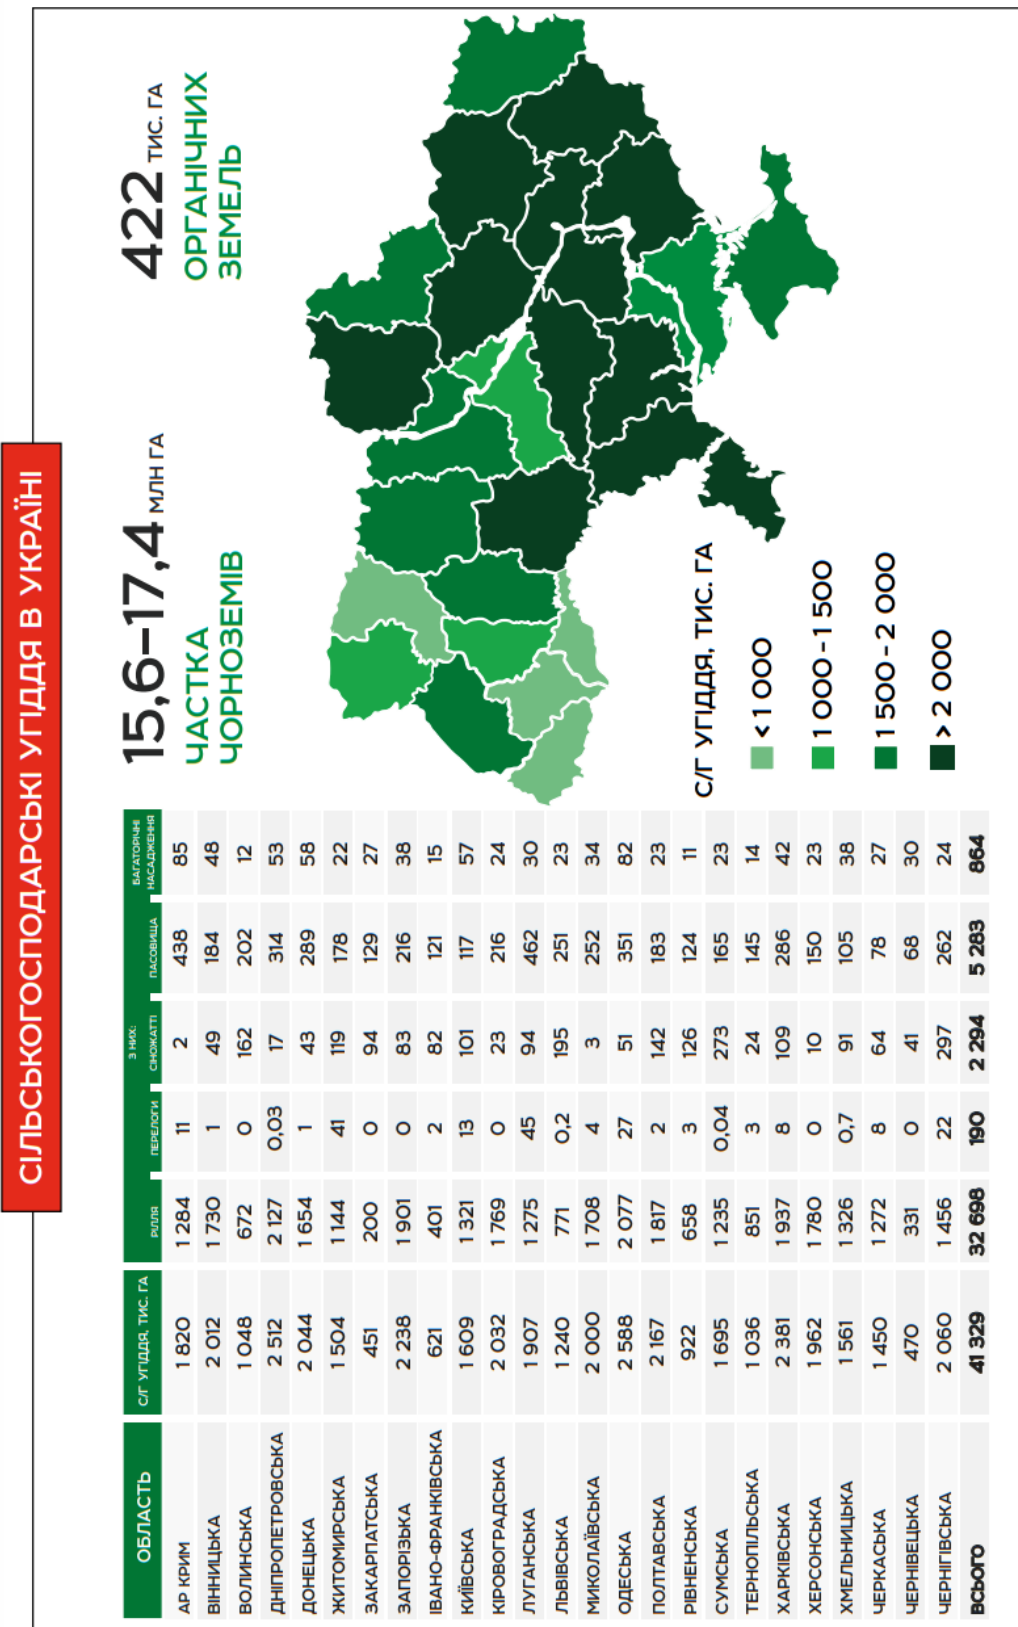 СІЛЬСЬКОГОСПОДАРСЬКІ УГІДДЯ В УКРАЇНІ
ОБЛАСТЬ С/Г УГІДДЯ, ТИС. ГА З НИХ:
РІЛЛЯ ПЕРЕЛОГИ СІНОЖАТТІ ПАСОВИЩА БАГАТОРІЧНІ НАСАДЖЕННЯ
АР КРИМ 1 820 1 284 11 2 438 85
ВІННИЦЬКА 2 012 1 730 1 49 184 48
ВОЛИНСЬКА 1 048 672 0 162 202 12
ДНІПРОПЕТРОВСЬКА 2 512 2 127 0,03 17 314 53
ДОНЕЦЬКА 2 044 1 654 1 43 289 58
ЖИТОМИРСЬКА 1 504 1 144 41 119 178 22
ЗАКАРПАТСЬКА 451 200 0 94 129 27
ЗАПОРІЗЬКА 2 238 1 901 0 83 216 38
ІВАНО-ФРАНКІВСЬКА 621 401 2 82 121 15
КИЇВСЬКА 1 609 1 321 13 101 117 57
КІРОВОГРАДСЬКА 2 032 1 769 0 23 216 24
ЛУГАНСЬКА 1 907 1 275 45 94 462 30
ЛЬВІВСЬКА 1 240 771 0,2 195 251 23
МИКОЛАЇВСЬКА 2 000 1 708 4 3 252 34
ОДЕСЬКА 2 588 2 077 27 51 351 82
ПОЛТАВСЬКА 2 167 1 817 2 142 183 23
РІВНЕНСЬКА 922 658 3 126 124 11
СУМСЬКА 1 695 1 235 0,04 273 165 23
ТЕРНОПІЛЬСЬКА 1 036 851 3 24 145 14
ХАРКІВСЬКА 2 381 1 937 8 109 286 42
ХЕРСОНСЬКА 1 962 1 780 0 10 150 23
ХМЕЛЬНИЦЬКА 1 561 1 326 0,7 91 105 38
ЧЕРКАСЬКА 1 450 1 272 8 64 78 27
ЧЕРНІВЕЦЬКА 470 331 0 41 68 30
ЧЕРНІГІВСЬКА 2 060 1 456 22 297 262 24
ВСЬОГО 41 329 32 698 190 2 294 5 283 864
15,6–17,4 МЛН ГА
ЧАСТКА
ЧОРНОЗЕМІВ
422 ТИС. ГА
ОРГАНІЧНИХ
ЗЕМЕЛЬ
С/Г УГІДДЯ, ТИС. ГА
< 1 000
1 000 - 1 500
1 500 - 2 000
> 2 000